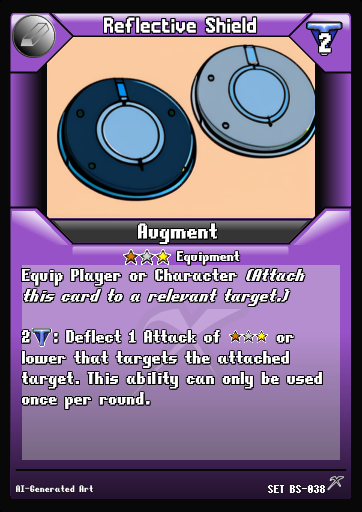 Reflective Shield
2
Augment
Equipment
Equip Player or Character (Attach
this card to a relevant target.)
2 : Deflect 1 Attack of or
lower that targets the attached
target. This ability can only be used
once per round.
AI-Generated Art
SET BS-038